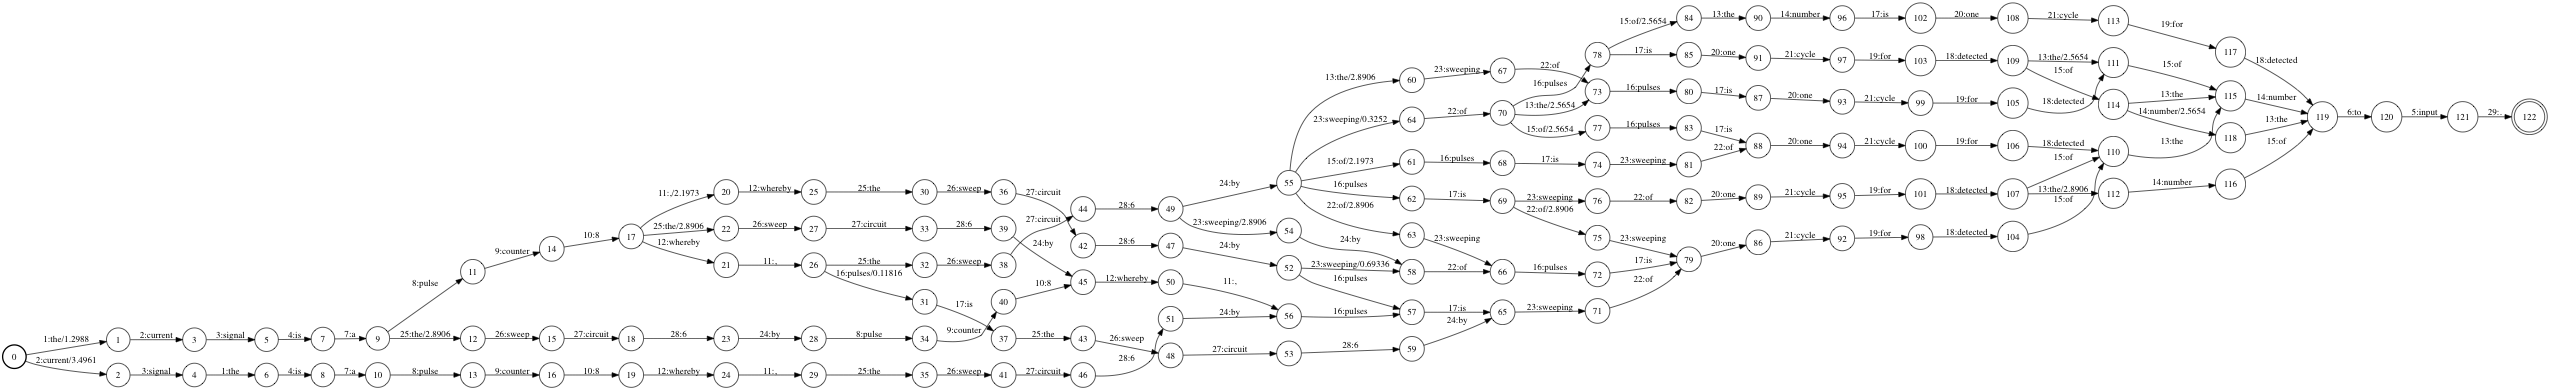 15:of/2.5654 84 13:the 90 14:number 96 17:is 102 20:one 108 21:cycle 113 19:for
78 17:is 85 20:one 91 21:cycle 97 19:for 103 18:detected 109 13:the/2.5654 111 15:of 117 18:detected
13:the/2.8906 60 23:sweeping 67 22:of 16:pulses 73 16:pulses 80 17:is 87 20:one 93 21:cycle 99 19:for 105 18:detected 15:of 114 13:the 115 14:number
23:sweeping/0.3252 64 22:of 70 13:the/2.5654 15:of/2.5654 77 16:pulses 83 17:is 14:number/2.5654 118 13:the 119 6:to 120 5:input 121 29:. 122
15:of/2.1973 61 16:pulses 68 17:is 74 23:sweeping 81 22:of 88 20:one 94 21:cycle 100 19:for 106 18:detected 110 13:the 15:of
11:,/2.1973 20 12:whereby 25 25:the 30 26:sweep 36 27:circuit 24:by 55 16:pulses 62 17:is 69 23:sweeping 76 22:of 82 20:one 89 21:cycle 95 19:for 101 18:detected 107 15:of 13:the/2.8906 112 14:number 116
44 28:6 49 22:of/2.8906 63 23:sweeping 22:of/2.8906 75 23:sweeping 15:of
9:counter 14 10:8 17 25:the/2.8906 22 26:sweep 27 27:circuit 33 28:6 39 27:circuit 23:sweeping/2.8906 54 24:by 79 20:one 86 21:cycle 92 19:for 98 18:detected 104
12:whereby 21 11:, 26 25:the 32 26:sweep 38 24:by 42 28:6 47 24:by 52 23:sweeping/0.69336 58 22:of 66 16:pulses 72 17:is
8:pulse 11 16:pulses/0.11816 31 17:is 40 10:8 45 12:whereby 50 11:, 16:pulses 22:of
1:the/1.2988 1 2:current 3 3:signal 5 4:is 7 7:a 9 25:the/2.8906 12 26:sweep 15 27:circuit 18 28:6 23 24:by 28 8:pulse 34 9:counter 37 25:the 43 26:sweep 51 24:by 56 16:pulses 57 17:is 65 23:sweeping 71
0 28:6 48 27:circuit 53 28:6 59 24:by
2:current/3.4961 2 3:signal 4 1:the 6 4:is 8 7:a 10 8:pulse 13 9:counter 16 10:8 19 12:whereby 24 11:, 29 25:the 35 26:sweep 41 27:circuit 46